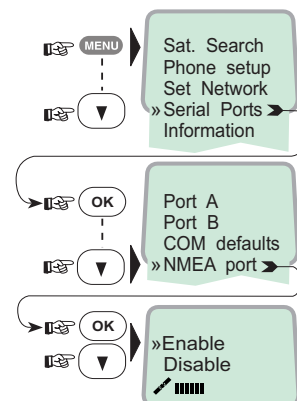 MENU
Sat. Search
Phone setup
Set Network
»Serial Ports
Information
OK
Port A
Port B
COM defaults
»NMEA port
OK
»Enable
Disable